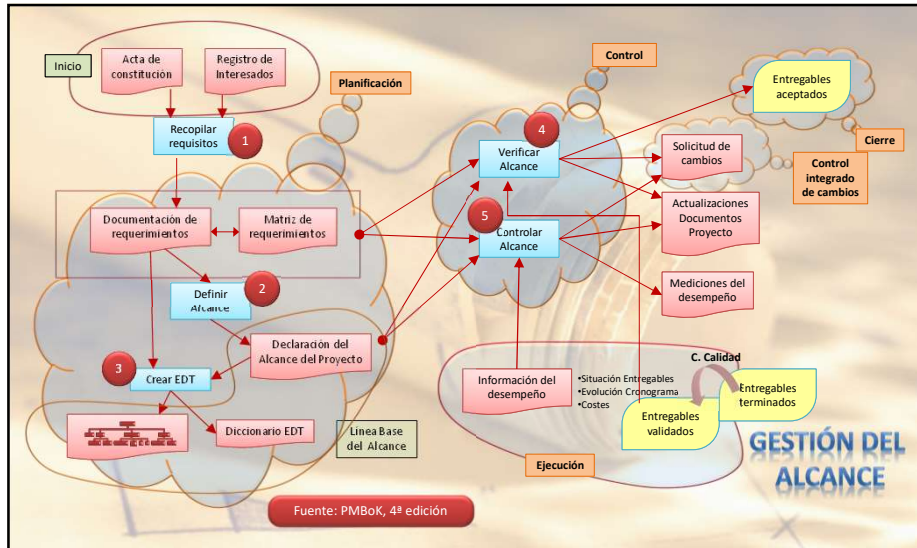 Inicio
Acta de
constitución
Registro de
Interesados
Planificación
Recopilar
requisitos
1
Documentación de
requerimientos
Matriz de
requerimientos
Definir
Alcance
2
Declaración del
Alcance del Proyecto
3
Crear EDT
Diccionario EDT
Línea Base
del Alcance
Control
4
Verificar
Alcance
5
Controlar
Alcance
Entregables
aceptados
Cierre
Solicitud de
cambios
Control
integrado
de cambios
Actualizaciones
Documentos
Proyecto
Mediciones del
desempeño
Información del
desempeño
•Situación Entregables
•Evolución Cronograma
•Costes
C. Calidad
Entregables
terminados
Entregables
validados
Ejecución
GESTIÓN DEL
ALCANCE
Fuente: PMBoK, 4ª edición